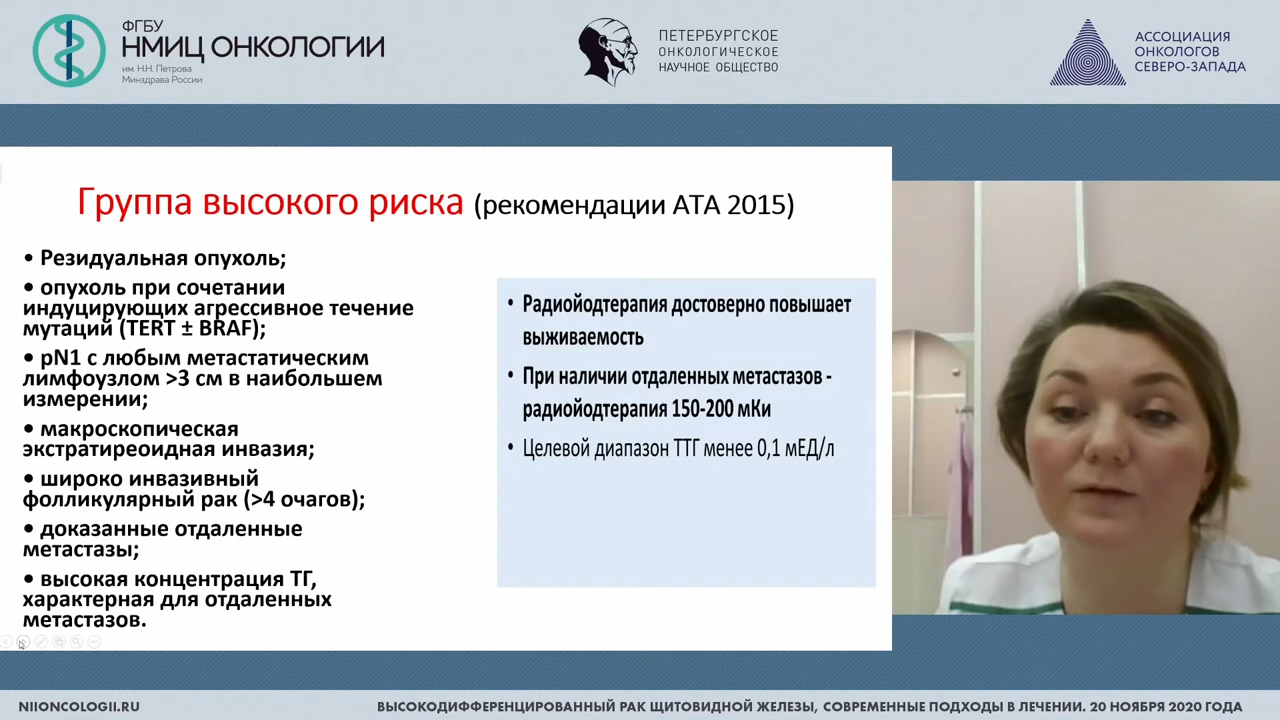 ФГБУ
НМИЦ ОНКОЛОГИИ
им. Н.Н. Петрова
Минздрава России
ПЕТЕРБУРГСКОЕ
ОНКОЛОГИЧЕСКОЕ
НАУЧНОЕ ОБЩЕСТВО
АССОЦИАЦИЯ
ОНКОЛОГОВ
СЕВЕРО-ЗАПАДА
Группа высокого риска (рекомендации АТА 2015)
• Резидуальная опухоль;
• опухоль при сочетании
индуцирующих агрессивное течение
мутаций (TERT ± BRAF);
• pN1 с любым метастатическим
лимфоузлом >3 см в наибольшем
измерении;
• макроскопическая
экстратиреоидная инвазия;
• широко инвазивный
фолликулярный рак (>4 очагов);
• доказанные отдаленные
метастазы;
• высокая концентрация ТГ,
характерная для отдаленных
метастазов.
• Радиойодтерапия достоверно повышает
выживаемость
• При наличии отдаленных метастазов -
радиойодтерапия 150-200 мКи
• Целевой диапазон ТТГ менее 0,1 мЕД/л
NIIONCOLOGII.RU
ВЫСОКОДИФФЕРЕНЦИРОВАННЫЙ РАК ЩИТОВИДНОЙ ЖЕЛЕЗЫ, СОВРЕМЕННЫЕ ПОДХОДЫ В ЛЕЧЕНИИ. 20 НОЯБРЯ 2020 ГОДА